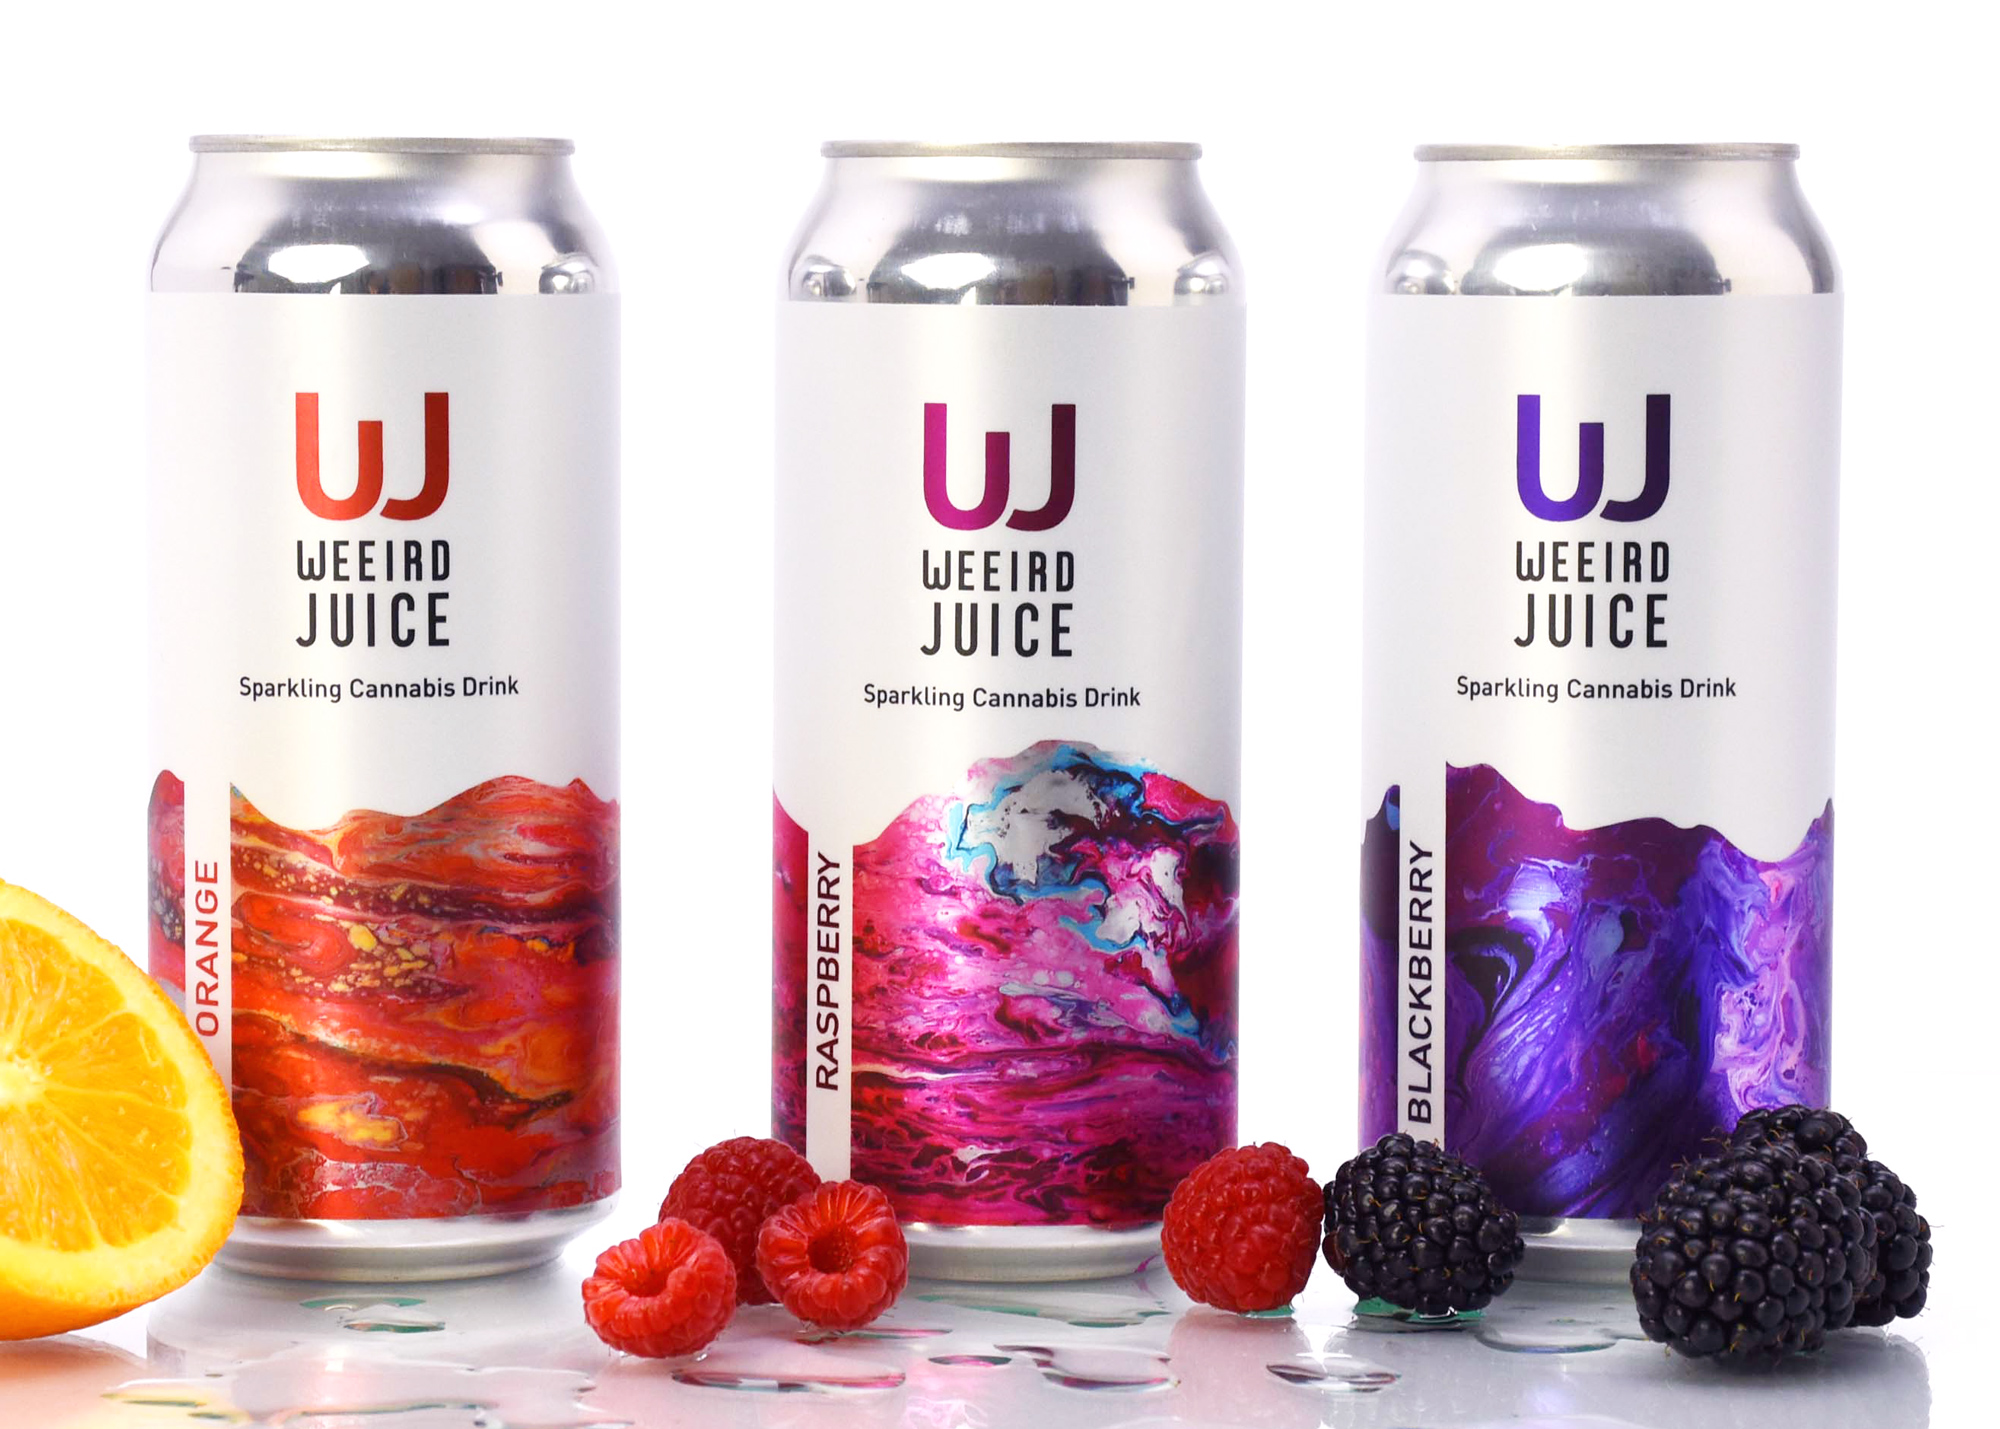 WJ
WEEIRD
JUICE
Sparkling Cannabis Drink
ORANGE
WJ
WEEIRD
JUICE
Sparkling Cannabis Drink
RASPBERRY
WJ
WEEIRD
JUICE
Sparkling Cannabis Drink
BLACKBERRY